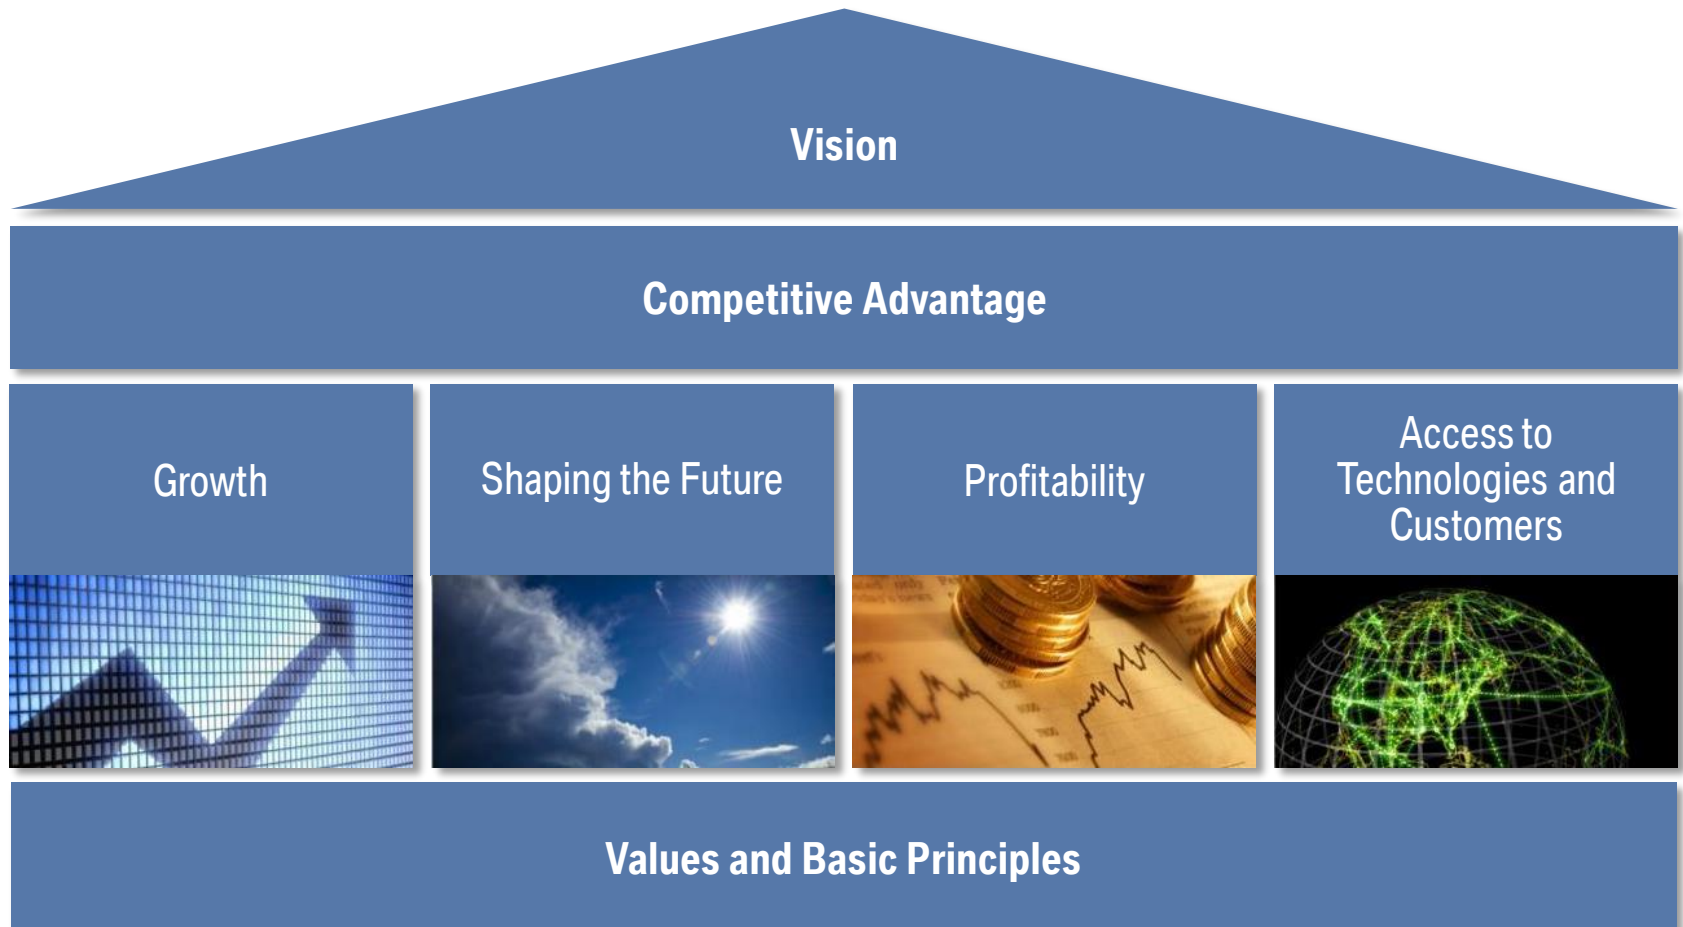 Vision
Competitive Advantage
Growth
Shaping the Future
Profitability
Access to
Technologies and
Customers
Values and Basic Principles